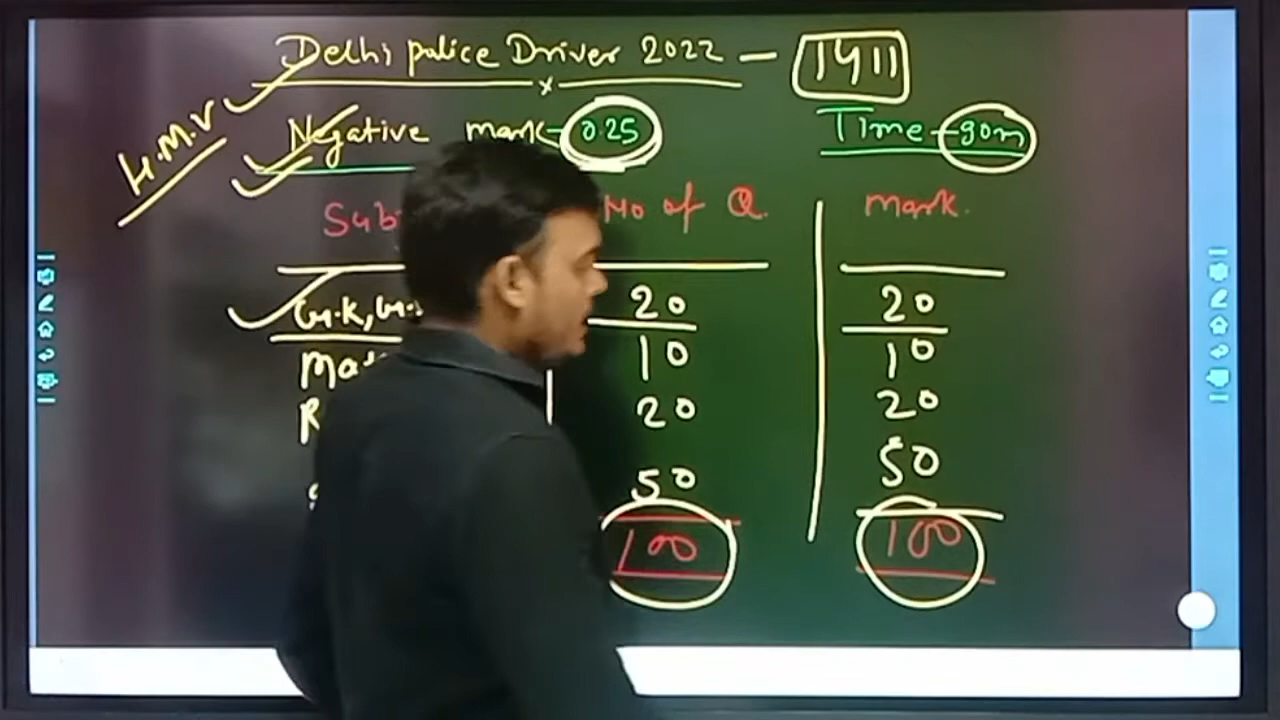 Delhi police Driver 2022 - 1411
H.M.V
Negative mark - 0.25 Time - 90m
No of Q. mark.
G.K, 20 20
10 10
20 20
50 50
100 100